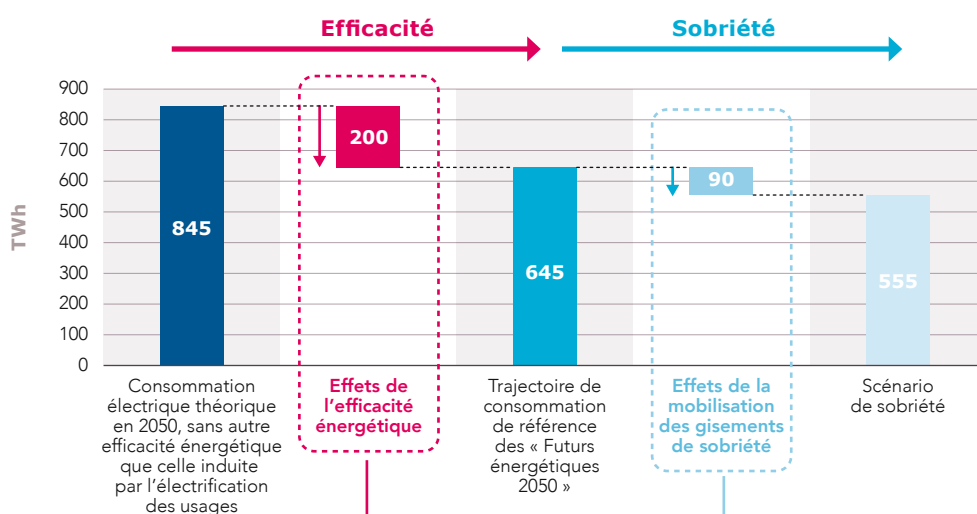 Efficacité
Sobriété
TWh
900
800
700
600
500
400
300
200
100
0
845
200
645
90
555
Consommation
électrique théorique
en 2050, sans autre
efficacité énergétique
que celle induite
par l'électrification
des usages
Effets de
l'efficacité
énergétique
Trajectoire de
consommation
de référence
des « Futurs
énergétiques
2050 »
Effets de la
mobilisation
des gisements
de sobriété
Scénario
de sobriété